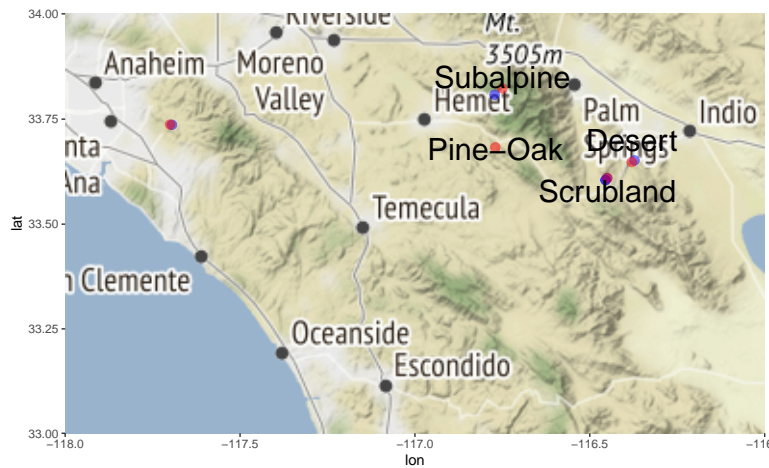 34.00
33.75
33.50
33.25
33.00
lat
Riverside
Mt.
3505m
Anaheim
Moreno
Valley
Subalpine
Hemet
Palm
Springs
Indio
Desert
nta
Ana
Pine−Oak
Scrubland
Temecula
n Clemente
Oceanside
Escondido
−118.0
−117.5
−117.0
−116.5
−116
lon